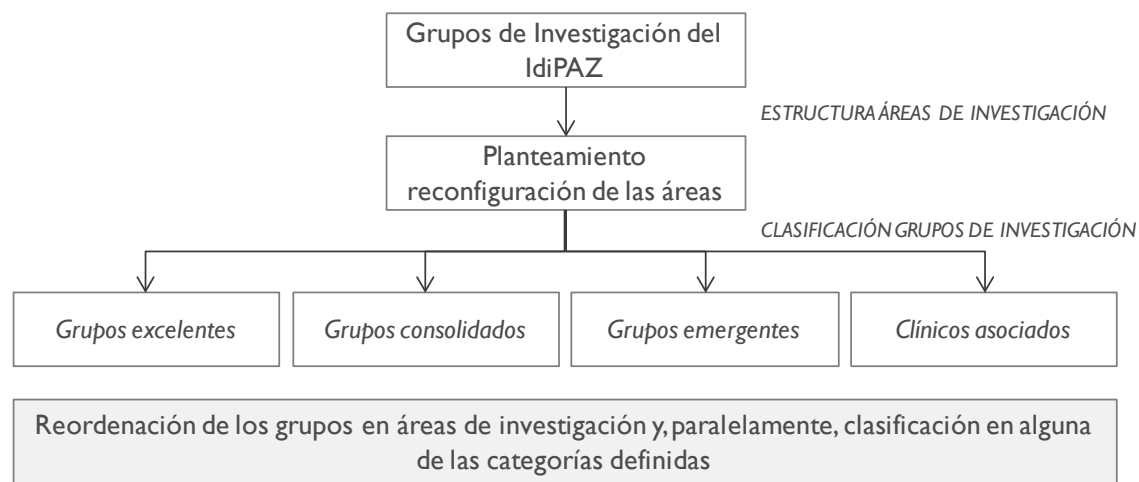 Grupos de Investigación del
IdiPAZ
ESTRUCTURA ÁREAS DE INVESTIGACIÓN
Planteamiento
reconfiguración de las áreas
CLASIFICACIÓN GRUPOS DE INVESTIGACIÓN
Grupos excelentes
Grupos consolidados
Grupos emergentes
Clínicos asociados
Reordenación de los grupos en áreas de investigación y, paralelamente, clasificación en alguna
de las categorías definidas